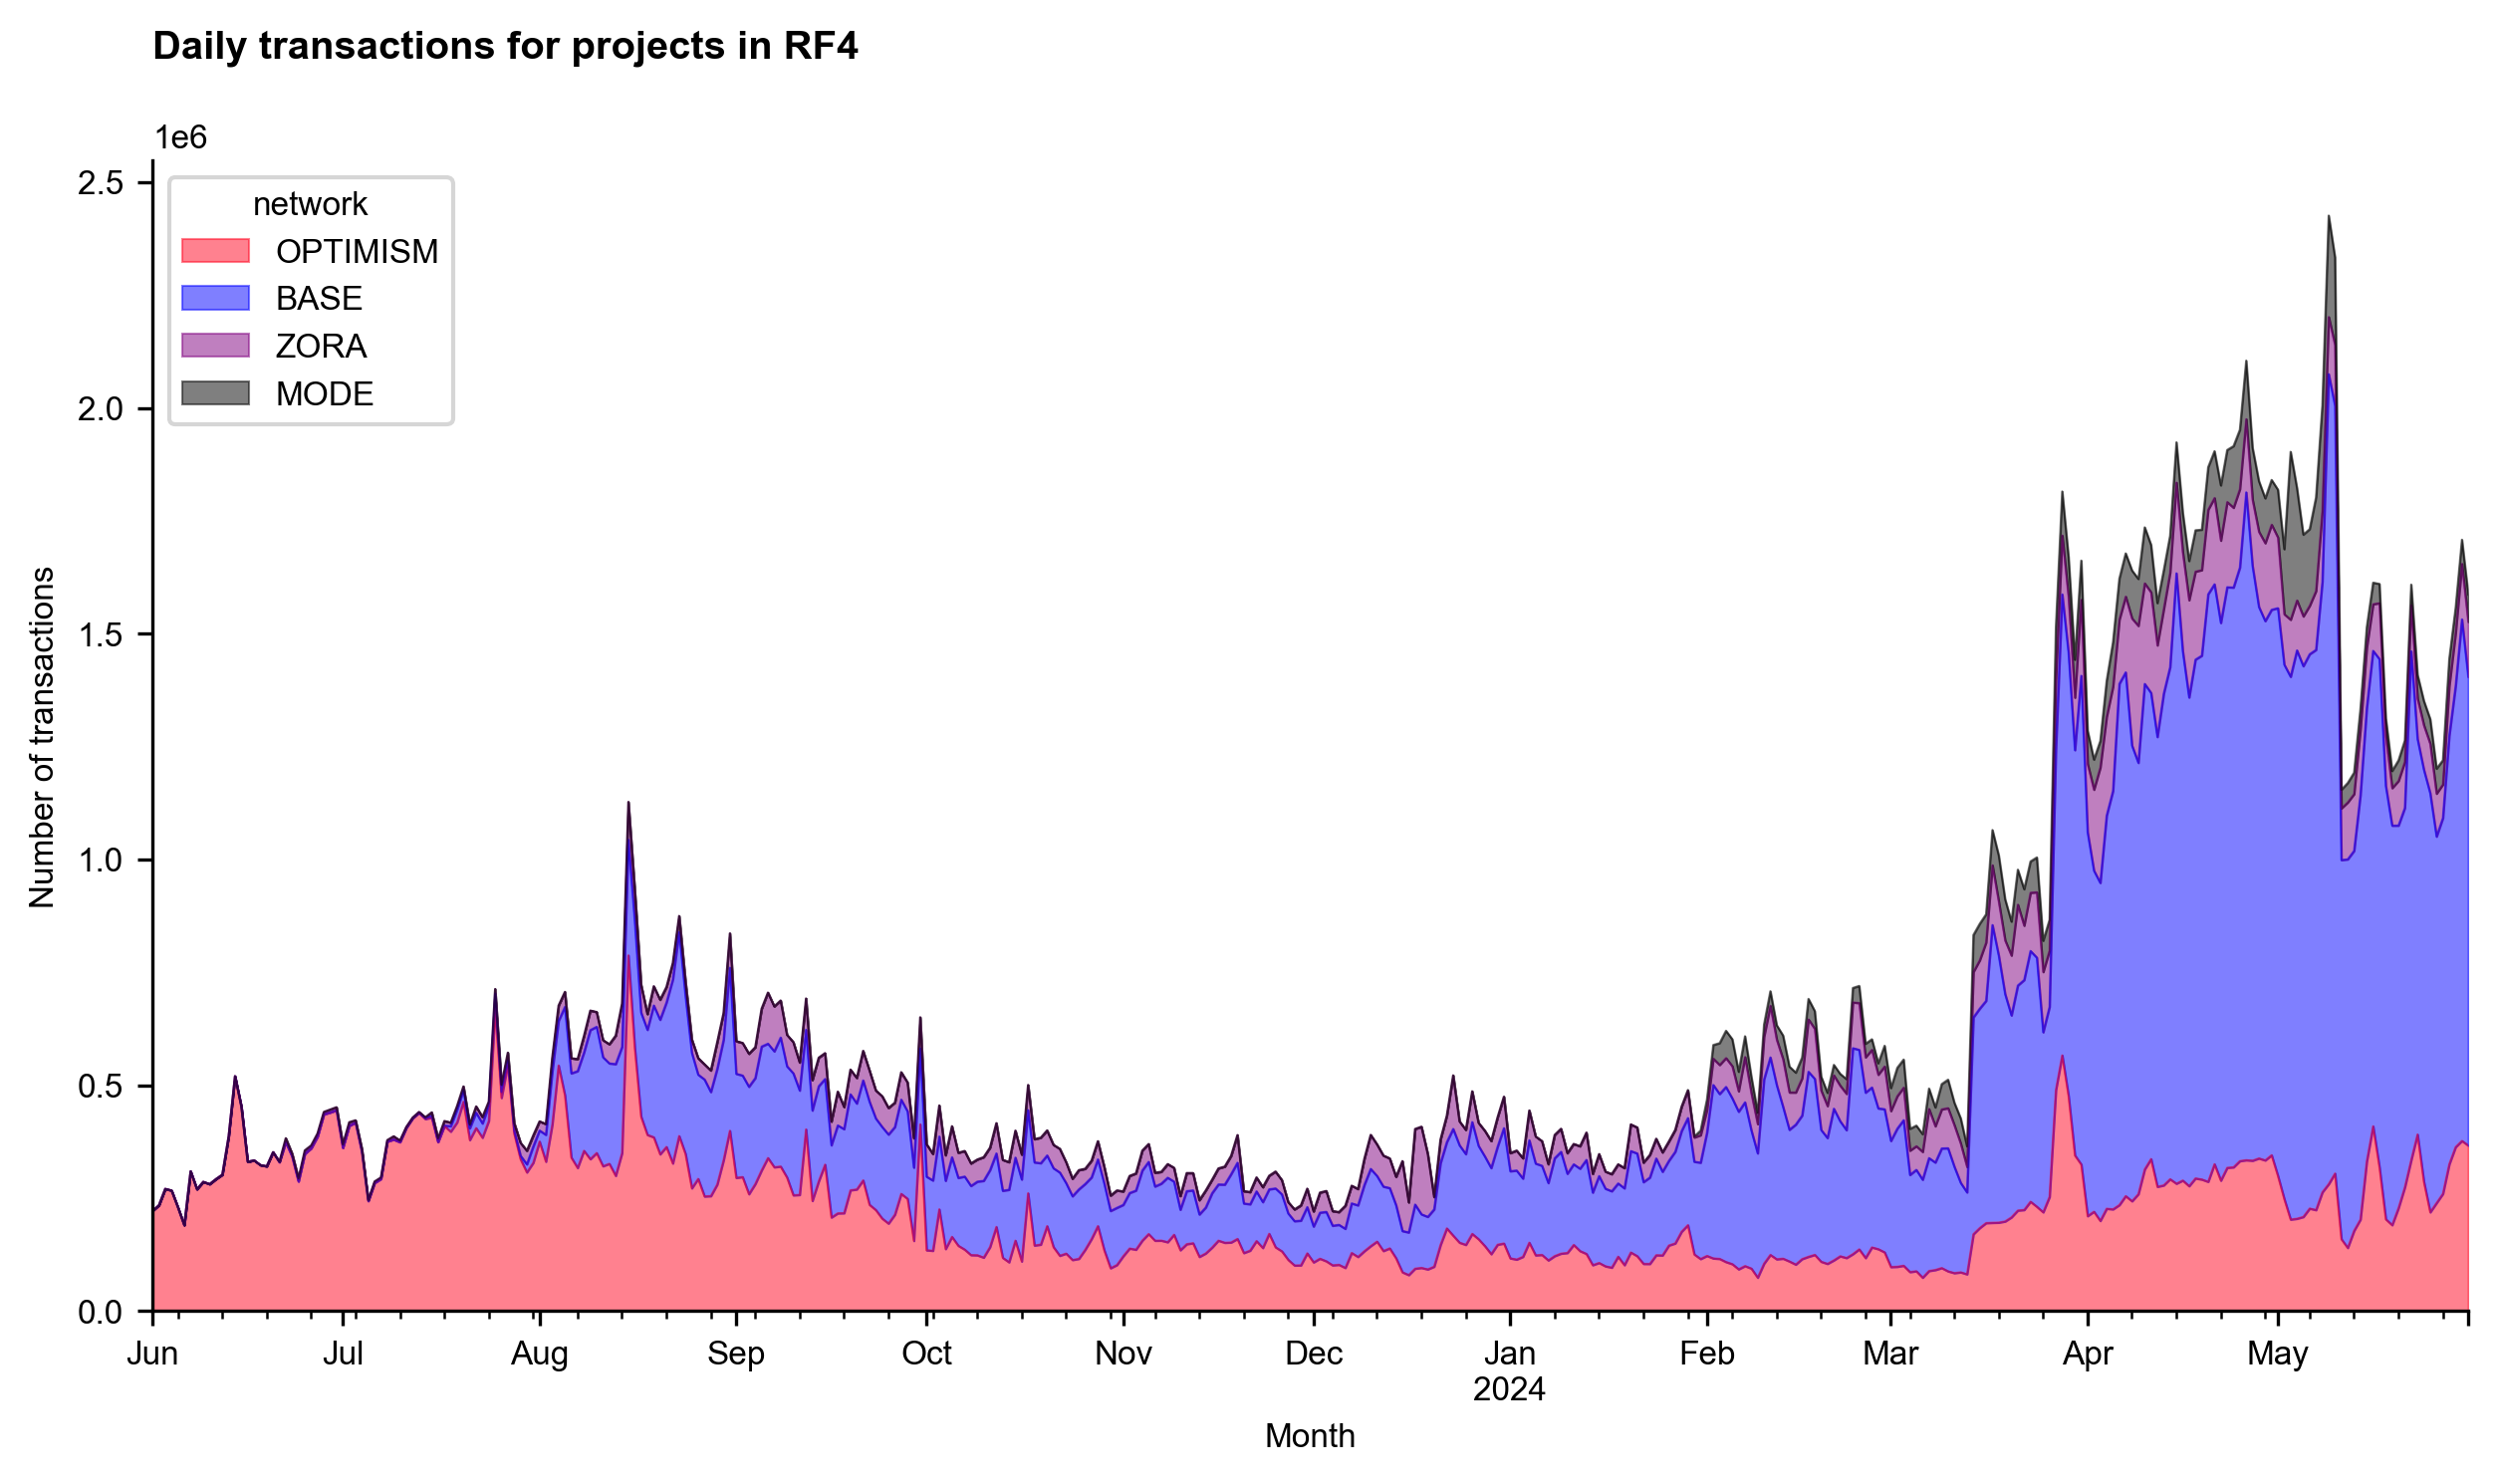 Daily transactions for projects in RF4
1e6
2.5
2.0
1.5
1.0
0.5
0.0
Number of transactions
network
OPTIMISM
BASE
ZORA
MODE
Jun Jul Aug Sep Oct Nov Dec Jan Feb Mar Apr May
2024
Month